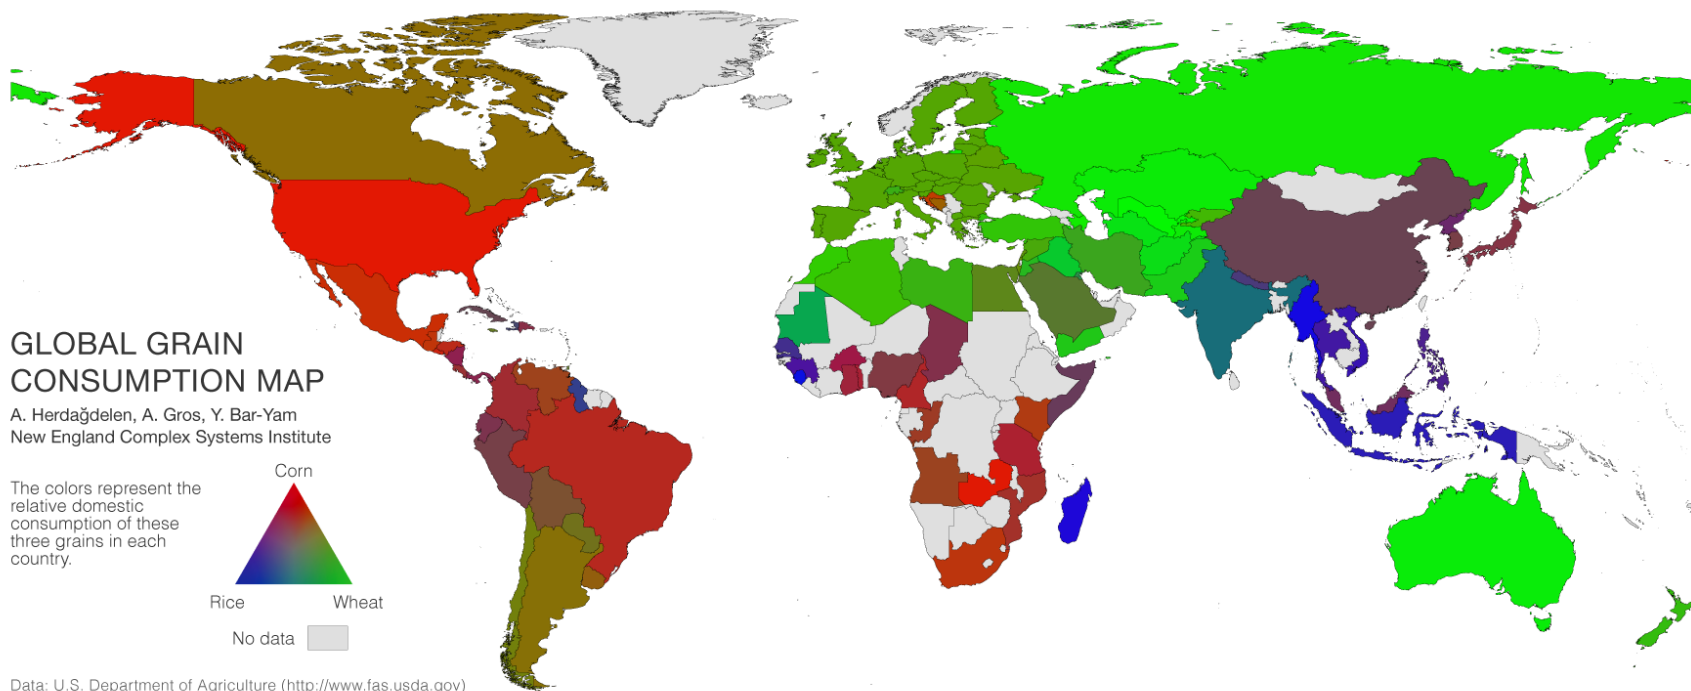 GLOBAL GRAIN
CONSUMPTION MAP
A. Herdağdelen, A. Gros, Y. Bar-Yam
New England Complex Systems Institute
Corn
The colors represent the
relative domestic
consumption of these
three grains in each
country.
Rice
Wheat
No data
Data: U.S. Department of Agriculture (http://www.fas.usda.gov)